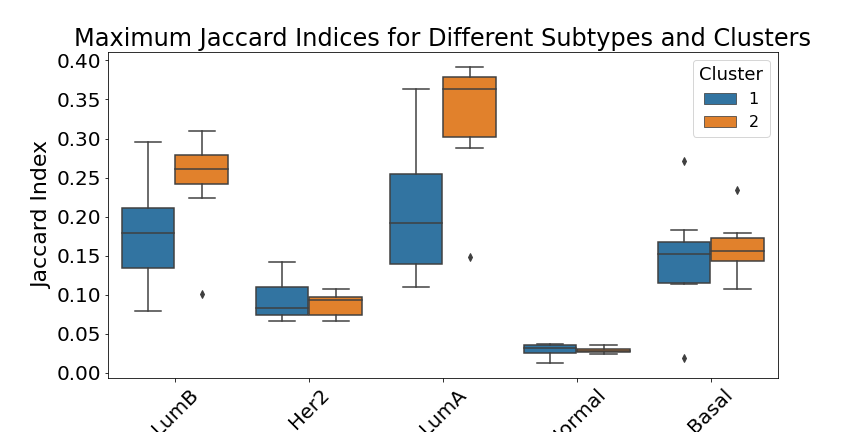 Maximum Jaccard Indices for Different Subtypes and Clusters
Jaccard Index
0.40
0.35
0.30
0.25
0.20
0.15
0.10
0.05
0.00
Cluster
1
2
LumB
Her2
LumA
ormal
Basal